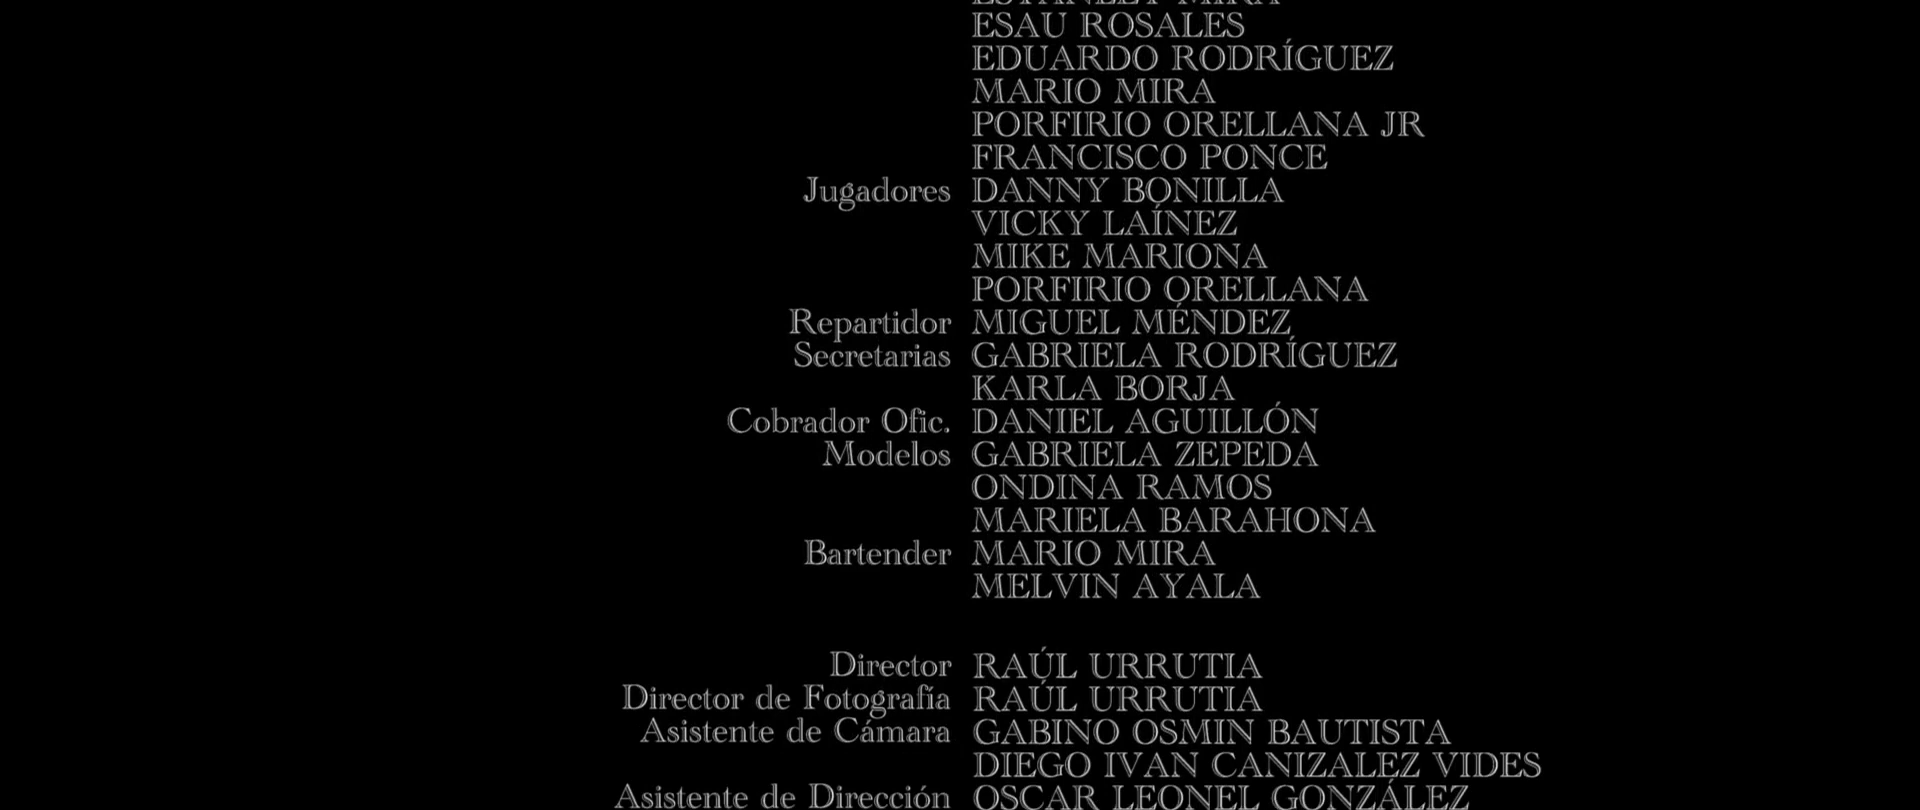 ESTANLEY MIRA
ESAU ROSALES
EDUARDO RODRÍGUEZ
MARIO MIRA
PORFIRIO ORELLANA JR
FRANCISCO PONCE
Jugadores DANNY BONILLA
VICKY LAÍNEZ
MIKE MARIONA
PORFIRIO ORELLANA
Repartidor MIGUEL MÉNDEZ
Secretarias GABRIELA RODRÍGUEZ
KARLA BORJA
Cobrador Ofic. DANIEL AGUILLÓN
Modelos GABRIELA ZEPEDA
ONDINA RAMOS
MARIELA BARAHONA
Bartender MARIO MIRA
MELVIN AYALA
Director RAÚL URRUTIA
Director de Fotografía RAÚL URRUTIA
Asistente de Cámara GABINO OSMIN BAUTISTA
DIEGO IVAN CANIZALEZ VIDES
Asistente de Dirección OSCAR LEONEL GONZÁLEZ